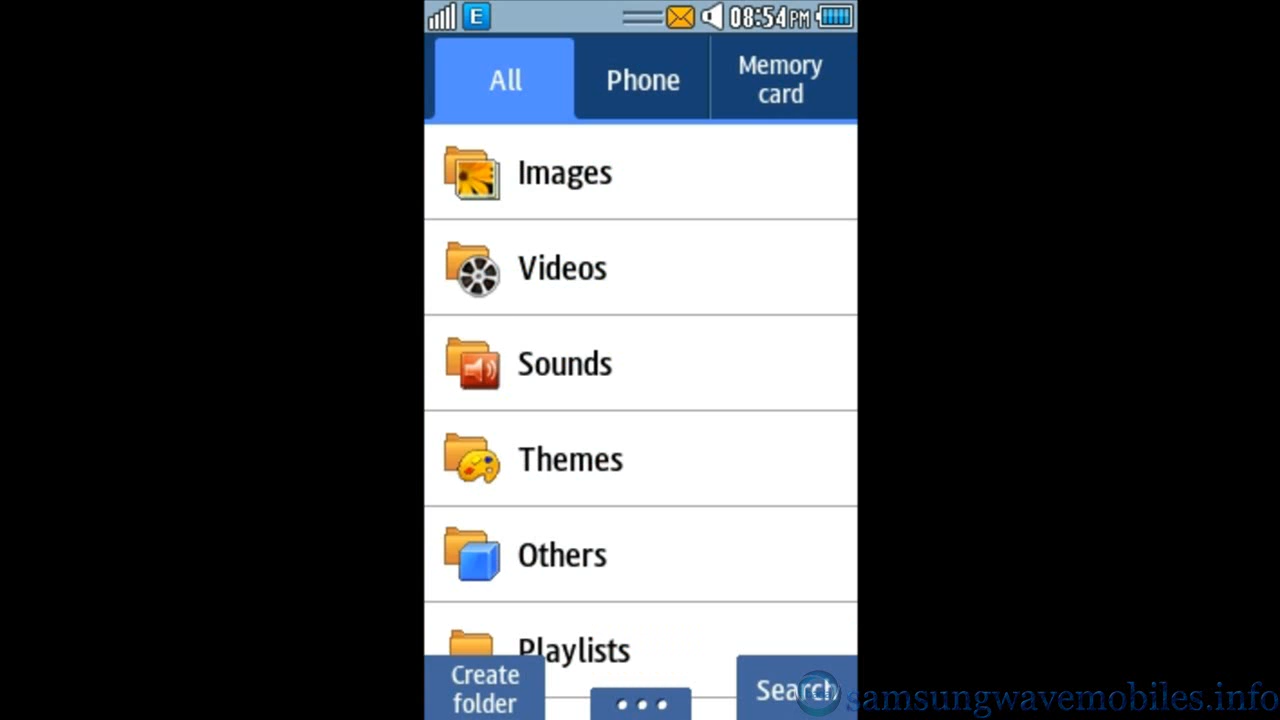 E
08:54PM
All
Phone
Memory
card
Images
Videos
Sounds
Themes
Others
Playlists
Create
folder
Search
samsungwavemobiles.info